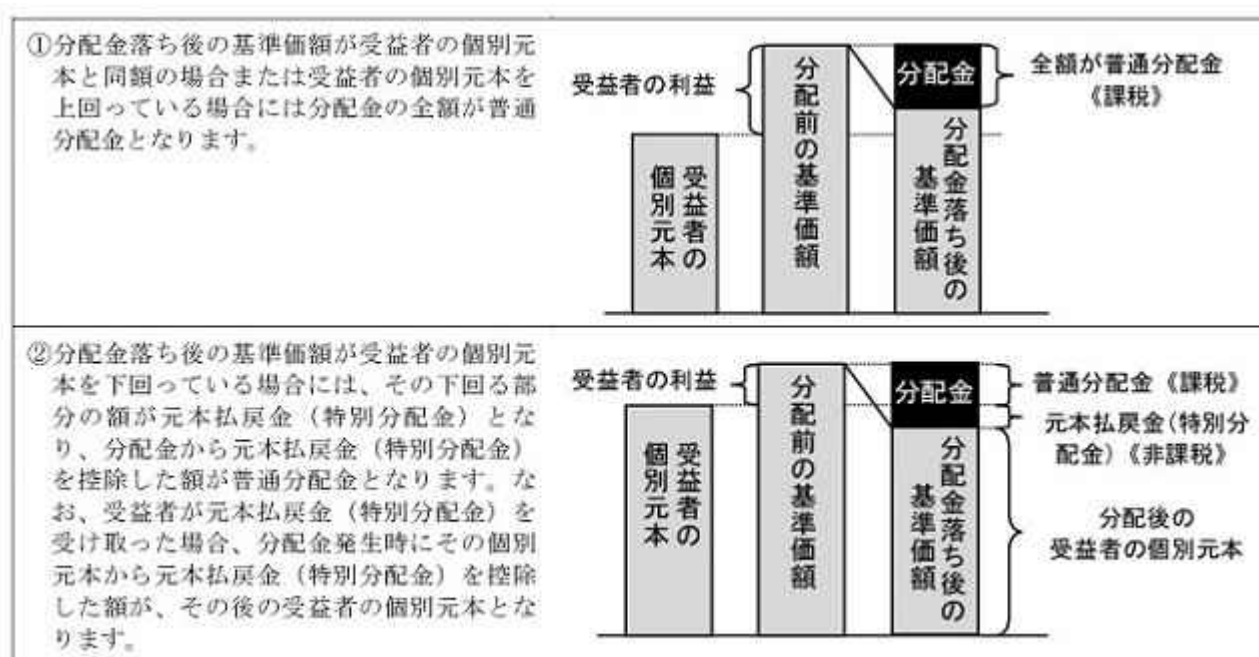 ①分配金落ち後の基準価額が受益者の個別元
本と同額の場合または受益者の個別元本を
上回っている場合には分配金の全額が普通
分配金となります。
受益者の利益
受益者の
個別元本
分配前の基準価額
分配金
分配金落ち後の
基準価額
全額が普通分配金
《課税》
②分配金落ち後の基準価額が受益者の個別元
本を下回っている場合には、その下回る部
分の額が元本払戻金(特別分配金)とな
り、分配金から元本払戻金(特別分配金)
を控除した額が普通分配金となります。な
お、受益者が元本払戻金(特別分配金)を
受け取った場合、分配金発生時にその個別
元本から元本払戻金(特別分配金)を控除
した額が、その後の受益者の個別元本とな
ります。
受益者の利益
受益者の
個別元本
分配前の基準価額
分配金
分配金落ち後の
基準価額
普通分配金《課税》
元本払戻金(特別分
配金)《非課税》
分配後の
受益者の個別元本